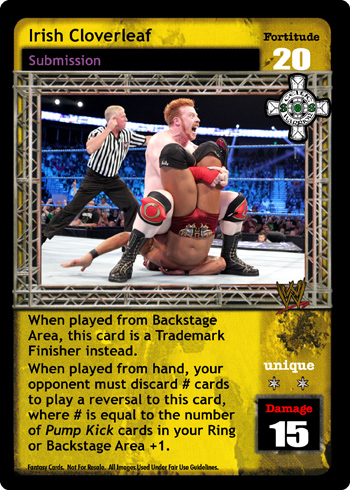 Irish Cloverleaf
Fortitude
Submission
20
When played from Backstage
Area, this card is a Trademark
Finisher instead.
When played from hand, your
opponent must discard # cards
to play a reversal to this card,
where # is equal to the number
of Pump Kick cards in your Ring
or Backstage Area +1.
unique
Damage
15
Fantasy Cards. Not For Resale. All Images Used Under Fair Use Guidelines.